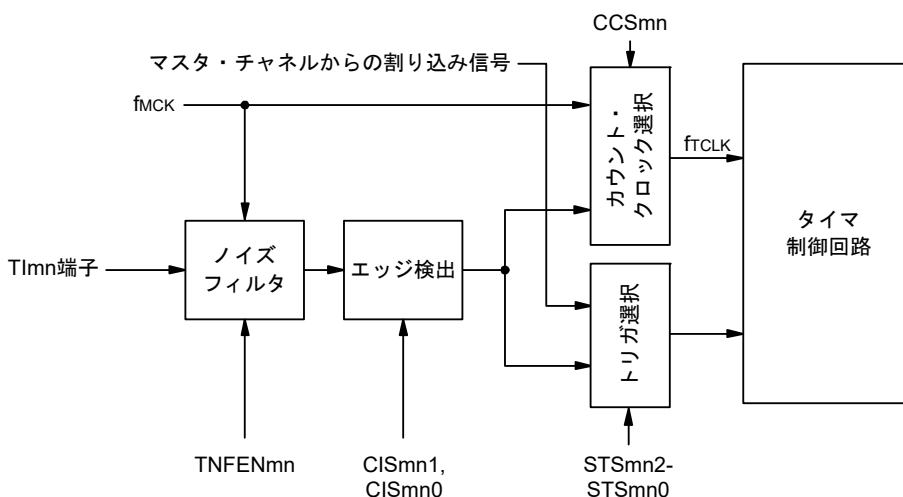 CCSmn
マスタ・チャネルからの割り込み信号
fMCK
カウント・
クロック選択
fTCLK
タイマ
制御回路
TImn端子
ノイズ
フィルタ
エッジ検出
トリガ選択
TNFENmn
CISmn1,
CISmn0
STSmn2-
STSmn0